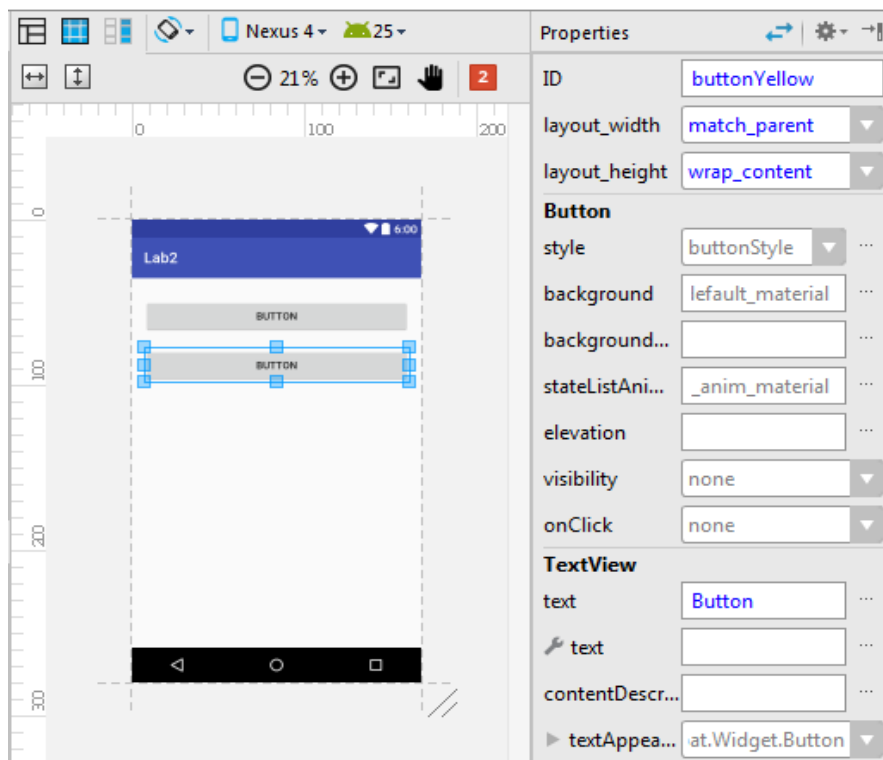 Nexus 4 25
21% 2
0 100 200
0
100
200
300
6:00
Lab2
BUTTON
BUTTON
Properties
ID buttonYellow
layout_width match_parent
layout_height wrap_content
Button
style buttonStyle ...
background lefault_material ...
background... ...
stateListAni... _anim_material ...
elevation ...
visibility none
onClick none
TextView
text Button ...
text ...
contentDescr... ...
textAppea... at.Widget.Button